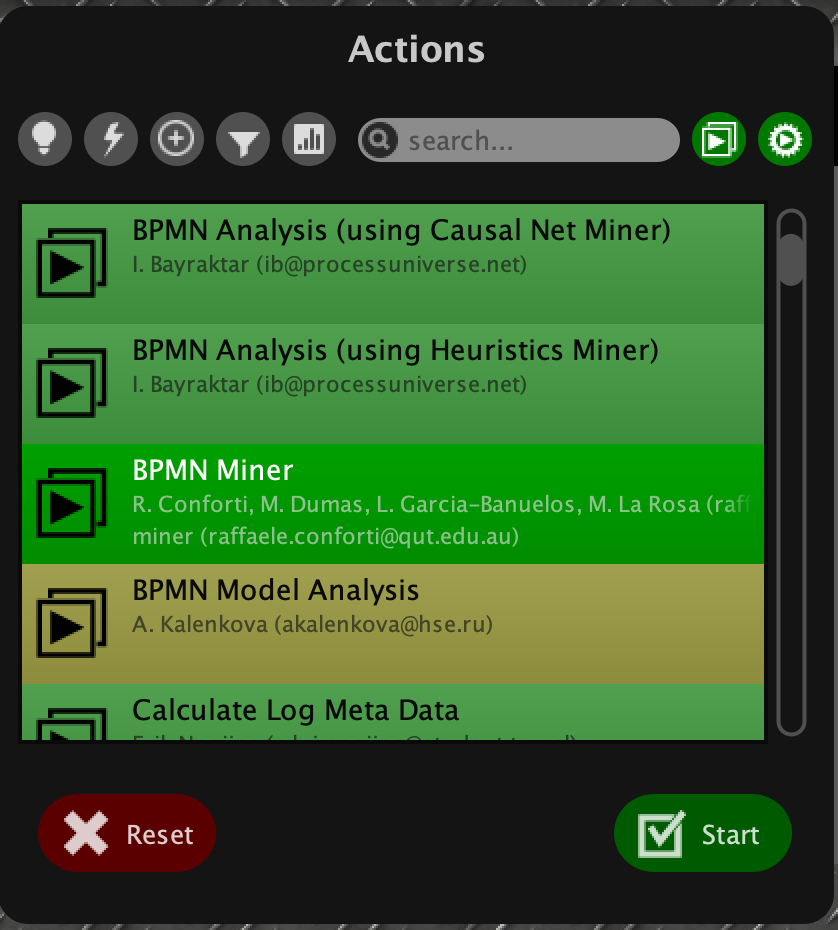 Actions
search...
BPMN Analysis (using Causal Net Miner)
I. Bayraktar (ib@processuniverse.net)
BPMN Analysis (using Heuristics Miner)
I. Bayraktar (ib@processuniverse.net)
BPMN Miner
R. Conforti, M. Dumas, L. Garcia-Banuelos, M. La Rosa (raff
miner (raffaele.conforti@qut.edu.au)
BPMN Model Analysis
A. Kalenkova (akalenkova@hse.ru)
Calculate Log Meta Data
Reset
Start